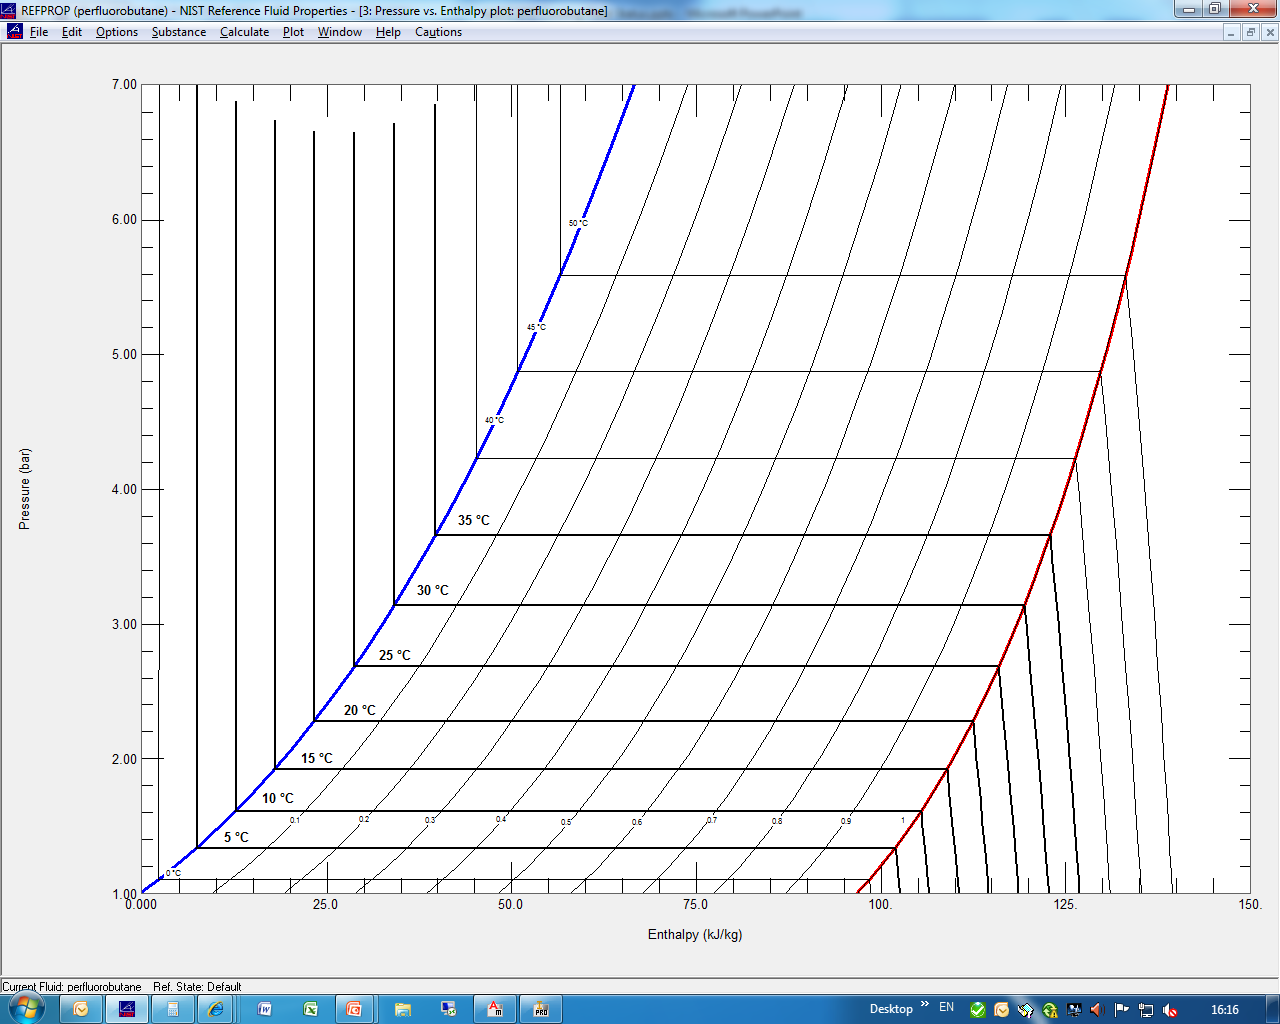 REFPROP (perfluorobutane) - NIST Reference Fluid Properties - [3: Pressure vs. Enthalpy plot: perfluorobutane]
File Edit Options Substance Calculate Plot Window Help Cautions
7.00
6.00
50 °C
5.00
45 °C
40 °C
4.00
Pressure (bar)
35 °C
30 °C
3.00
25 °C
20 °C
2.00
15 °C
10 °C
0.1 0.2 0.3 0.4 0.5 0.6 0.7 0.8 0.9 1
5 °C
0 °C
1.00
0.000 25.0 50.0 75.0 100. 125. 150.
Enthalpy (kJ/kg)
Current Fluid: perfluorobutane Ref. State: Default
Desktop » EN 16:16